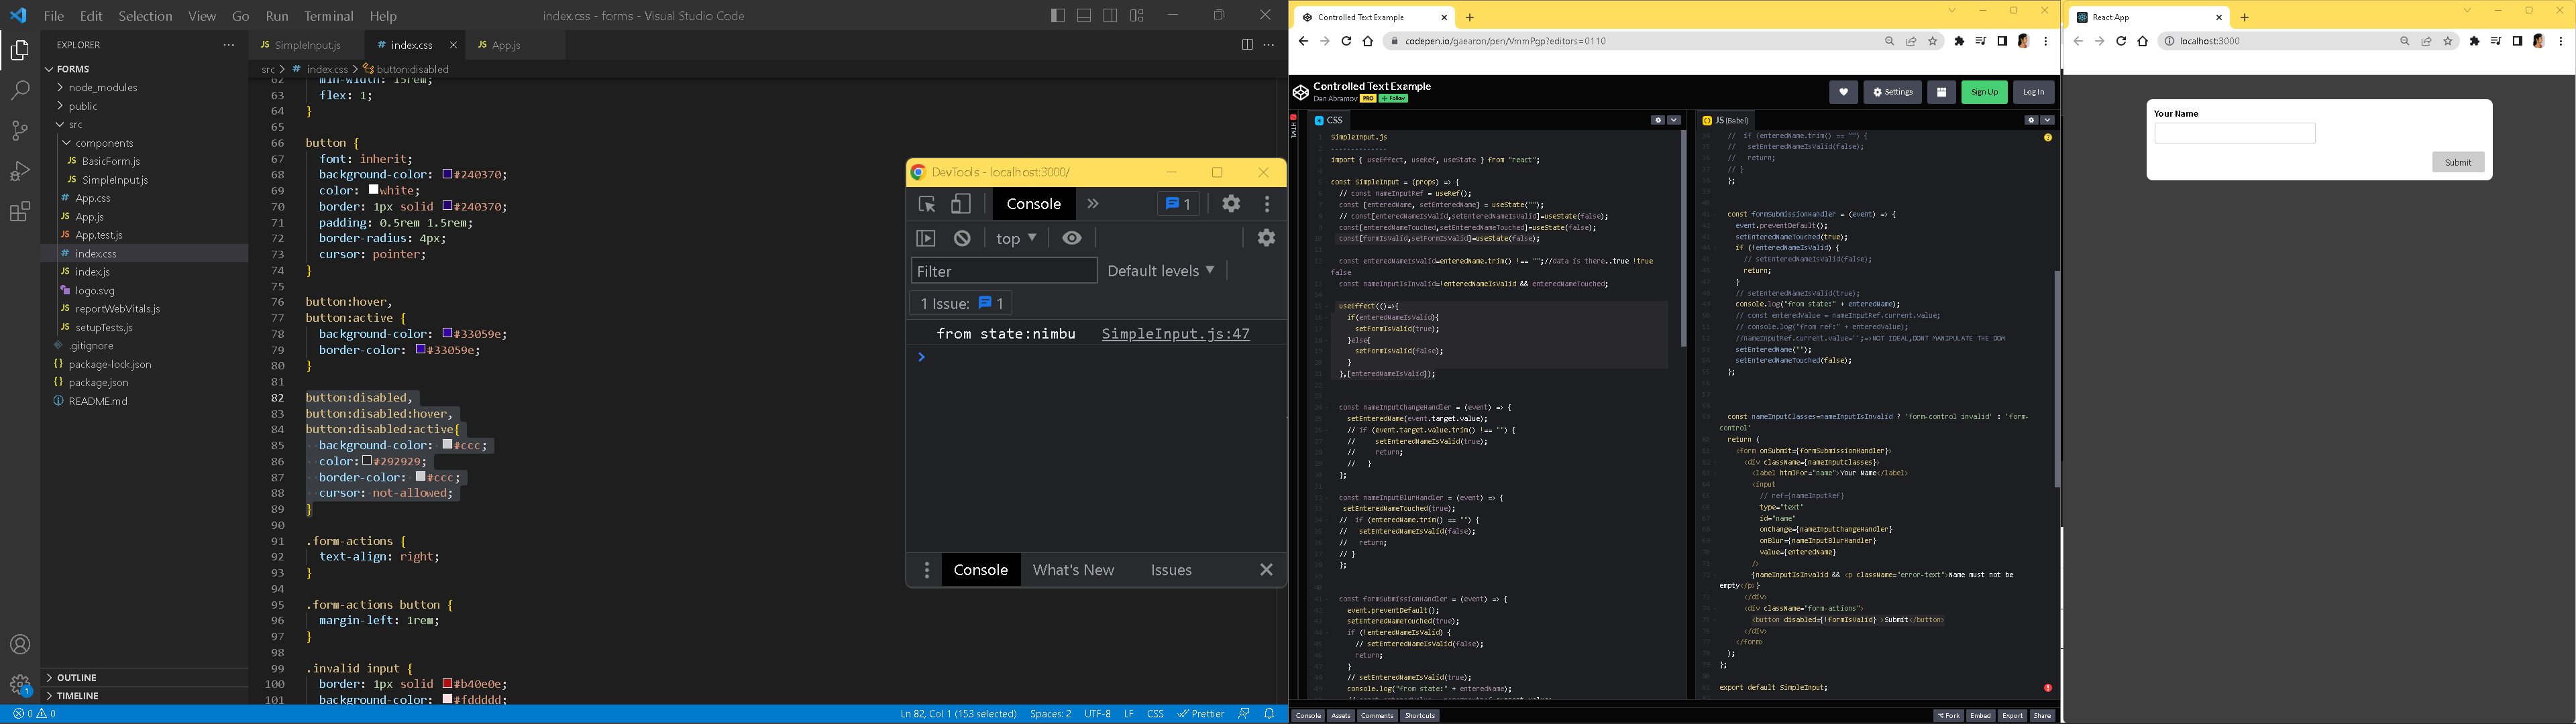 File Edit Selection View Go Run Terminal Help
index.css - forms - Visual Studio Code
EXPLORER
FORMS
node_modules
public
src
components
JS BasicForm.js
JS SimpleInput.js
# App.css
JS App.js
JS App.test.js
# index.css
JS index.js
logo.svg
JS reportWebVitals.js
JS setupTests.js
.gitignore
{} package-lock.json
{} package.json
README.md
OUTLINE
TIMELINE
JS SimpleInput.js
# index.css
JS App.js
src > # index.css > button:disabled
62 min-width: 15rem;
63 flex: 1;
64 }
65
66 button {
67 font: inherit;
68 background-color: #240370;
69 color: white;
70 border: 1px solid #240370;
71 padding: 0.5rem 1.5rem;
72 border-radius: 4px;
73 cursor: pointer;
74 }
75
76 button:hover,
77 button:active {
78 background-color: #33059e;
79 border-color: #33059e;
80 }
81
82 button:disabled,
83 button:disabled:hover,
84 button:disabled:active{
85 background-color: #ccc;
86 color: #292929;
87 border-color: #ccc;
88 cursor: not-allowed;
89 }
90
91 .form-actions {
92 text-align: right;
93 }
94
95 .form-actions button {
96 margin-left: 1rem;
97 }
98
99 .invalid input {
100 border: 1px solid #b40e0e;
101 background-color: #fddddd;
0 0
Ln 82, Col 1 (153 selected) Spaces: 2 UTF-8 LF CSS Prettier
DevTools - localhost:3000/
Console » 1
top
Filter Default levels
1 Issue: 1
from state:nimbu SimpleInput.js:47
>
Console What's New Issues
Controlled Text Example
codepen.io/gaearon/pen/VmmPgp?editors=0110
Controlled Text Example
Dan Abramov PRO + Follow
Settings Sign Up Log In
HTML
CSS
SimpleInput.js
--------------
import { useEffect, useRef, useState } from "react";
const SimpleInput = (props) => {
// const nameInputRef = useRef();
const [enteredName, setEnteredName] = useState("");
// const[enteredNameIsValid,setEnteredNameIsValid]=useState(false);
const[enteredNameTouched,setEnteredNameTouched]=useState(false);
const[formIsValid,setFormIsValid]=useState(false);
const enteredNameIsValid=enteredName.trim() !== "";//data is there..true !true
false
const nameInputIsInvalid=!enteredNameIsValid && enteredNameTouched;
useEffect(()=>{
if(enteredNameIsValid){
setFormIsValid(true);
}else{
setFormIsValid(false);
}
},[enteredNameIsValid]);
const nameInputChangeHandler = (event) => {
setEnteredName(event.target.value);
// if (event.target.value.trim() !== "") {
// setEnteredNameIsValid(true);
// return;
// }
};
const nameInputBlurHandler = (event) => {
setEnteredNameTouched(true);
// if (enteredName.trim() == "") {
// setEnteredNameIsValid(false);
// return;
// }
};
const formSubmissionHandler = (event) => {
event.preventDefault();
setEnteredNameTouched(true);
if (!enteredNameIsValid) {
// setEnteredNameIsValid(false);
return;
}
// setEnteredNameIsValid(true);
console.log("from state:" + enteredName);
JS (Babel)
// if (enteredName.trim() == "") {
// setEnteredNameIsValid(false);
// return;
// }
};
const formSubmissionHandler = (event) => {
event.preventDefault();
setEnteredNameTouched(true);
if (!enteredNameIsValid) {
// setEnteredNameIsValid(false);
return;
}
// setEnteredNameIsValid(true);
console.log("from state:" + enteredName);
// const enteredValue = nameInputRef.current.value;
// console.log("from ref:" + enteredValue);
//nameInputRef.current.value='';=>NOT IDEAL,DONT MANIPULATE THE DOM
setEnteredName("");
setEnteredNameTouched(false);
};
const nameInputClasses=nameInputIsInvalid ? 'form-control invalid' : 'form-
control'
return (
<form onSubmit={formSubmissionHandler}>
<div className={nameInputClasses}>
<label htmlFor="name">Your Name</label>
<input
// ref={nameInputRef}
type="text"
id="name"
onChange={nameInputChangeHandler}
onBlur={nameInputBlurHandler}
value={enteredName}
/>
{nameInputIsInvalid && <p className="error-text">Name must not be
empty</p>}
</div>
<div className="form-actions">
<button disabled={!formIsValid} >Submit</button>
</div>
</form>
);
};
export default SimpleInput;
Console Assets Comments Shortcuts
Fork Embed Export Share
React App
localhost:3000
Your Name
Submit